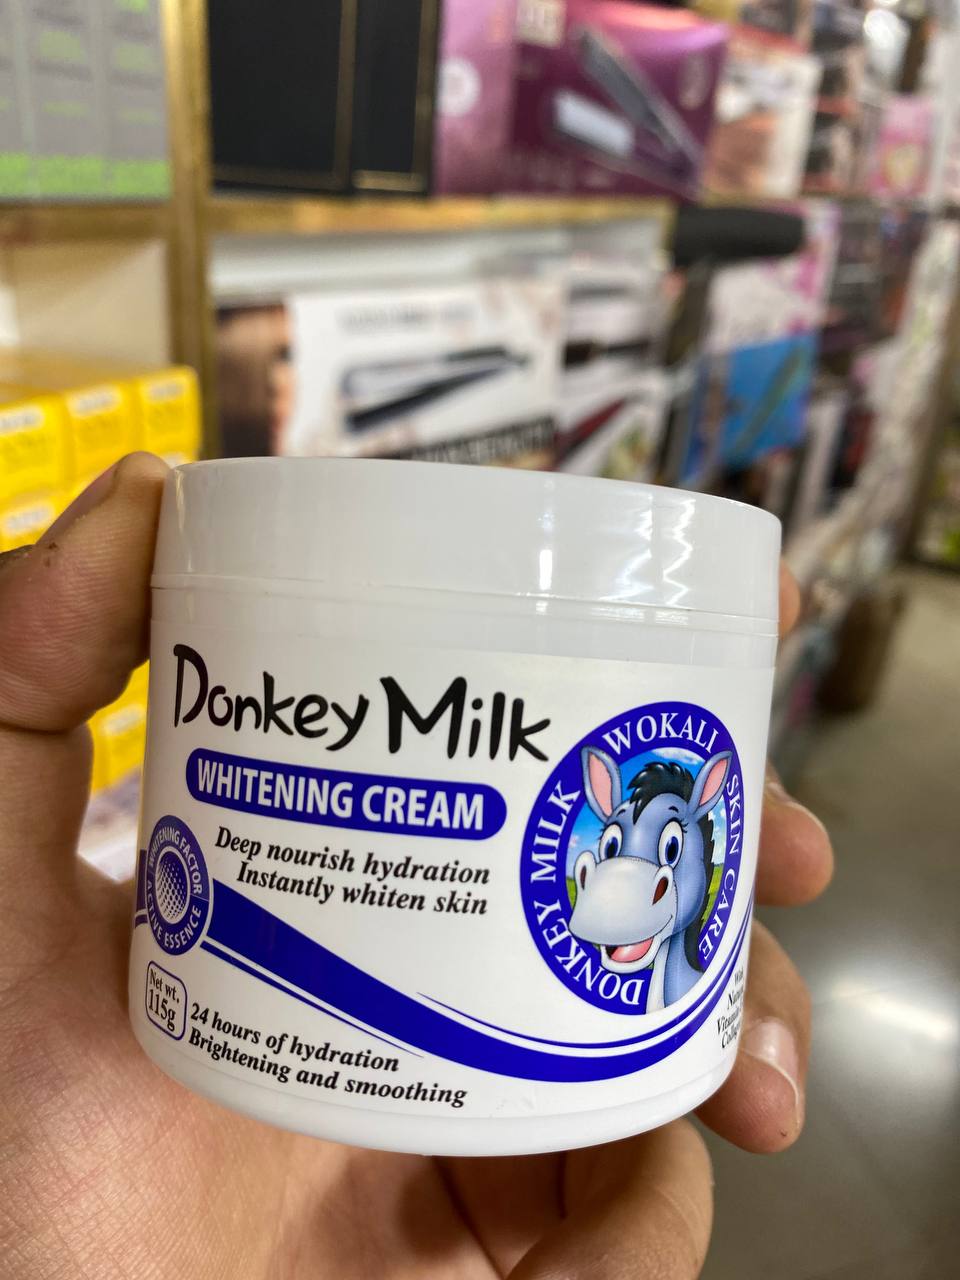 Donkey Milk
WHITENING CREAM
Deep nourish hydration
Instantly whiten skin
WOKALI SKIN CARE
DONKEY MILK
WHITENING FACTOR
ACTIVE ESSENCE
Net wt.
115g
24 hours of hydration
Brightening and smoothing